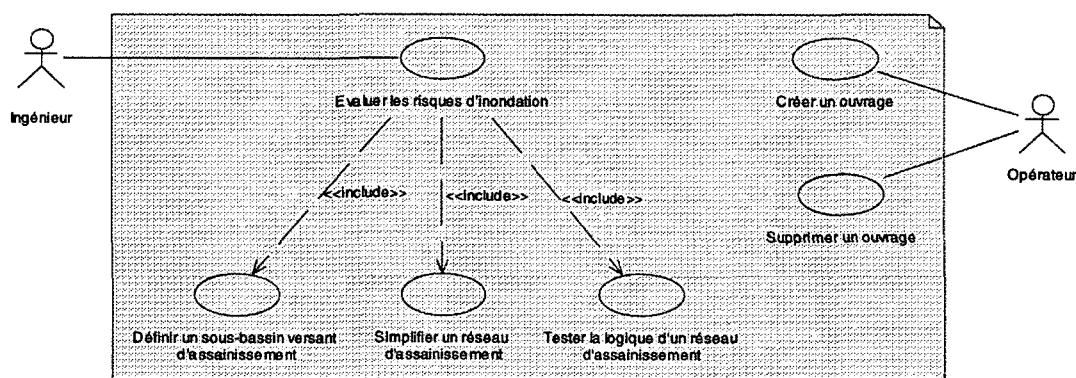 Ingénieur
Evaluer les risques d'inondation
Créer un ouvrage
Opérateur
<<include>>
<<include>>
<<include>>
Supprimer un ouvrage
Définir un sous-bassin versant
d'assainissement
Simplifier un réseau
d'assainissement
Tester la logique d'un réseau
d'assainissement